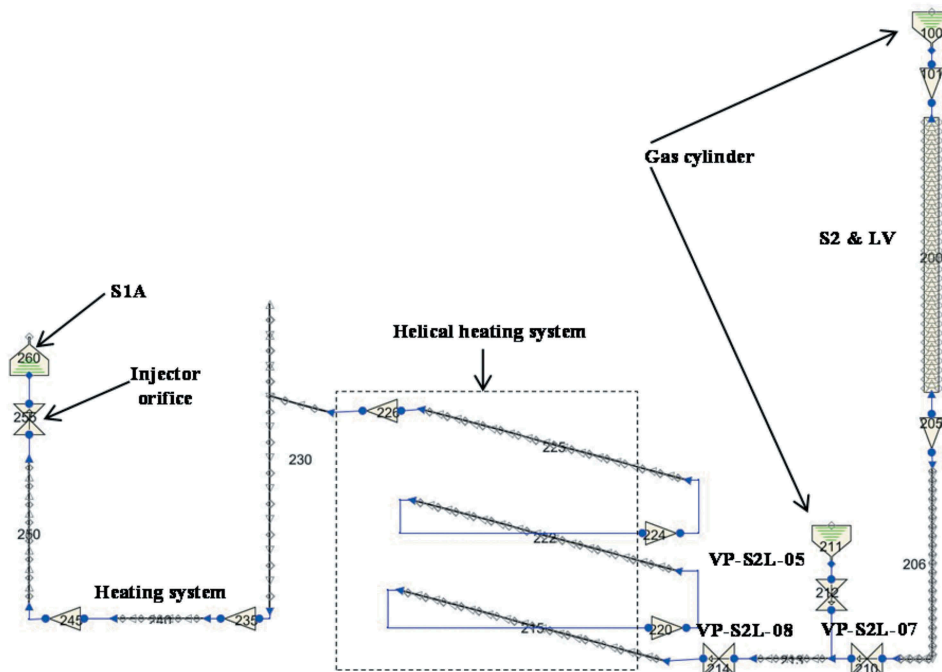 100
101
Gas cylinder
S2 & LV
200
S1A
Helical heating system
260
Injector
orifice
255
226
205
225
230
250
224
222
VP-S2L-05
211
206
212
Heating system
245
240
235
215
220
VP-S2L-08
VP-S2L-07
214
213
210